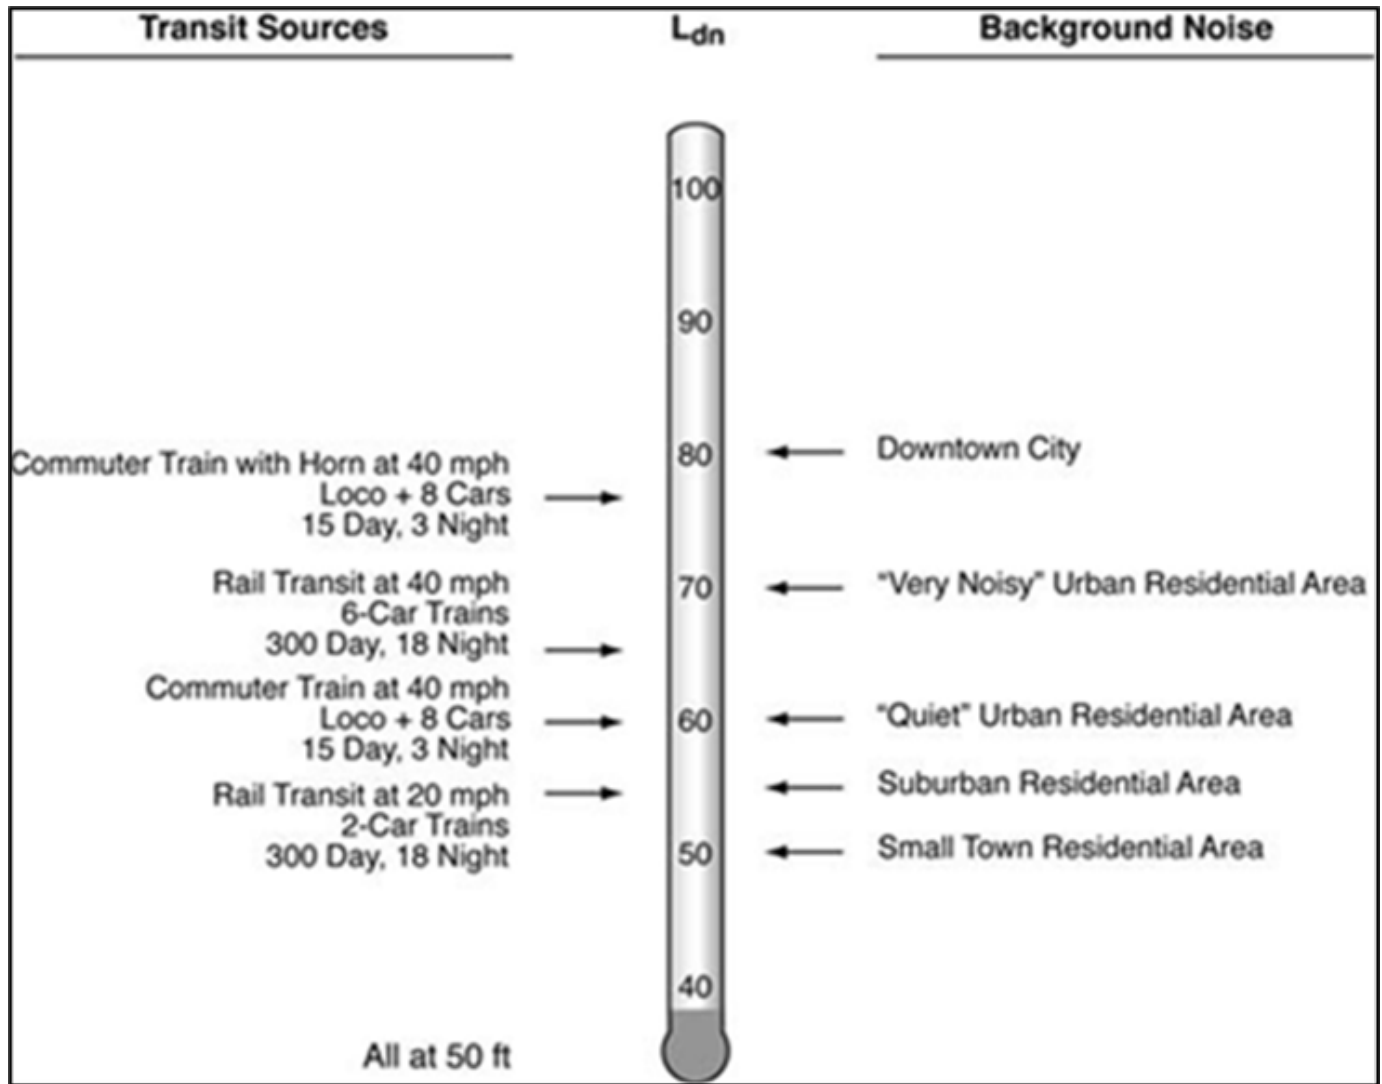 Transit Sources
Ldn
Background Noise
100
90
80
70
60
50
40
Commuter Train with Horn at 40 mph
Loco + 8 Cars
15 Day, 3 Night
Rail Transit at 40 mph
6-Car Trains
300 Day, 18 Night
Commuter Train at 40 mph
Loco + 8 Cars
15 Day, 3 Night
Rail Transit at 20 mph
2-Car Trains
300 Day, 18 Night
All at 50 ft
Downtown City
“Very Noisy” Urban Residential Area
“Quiet” Urban Residential Area
Suburban Residential Area
Small Town Residential Area